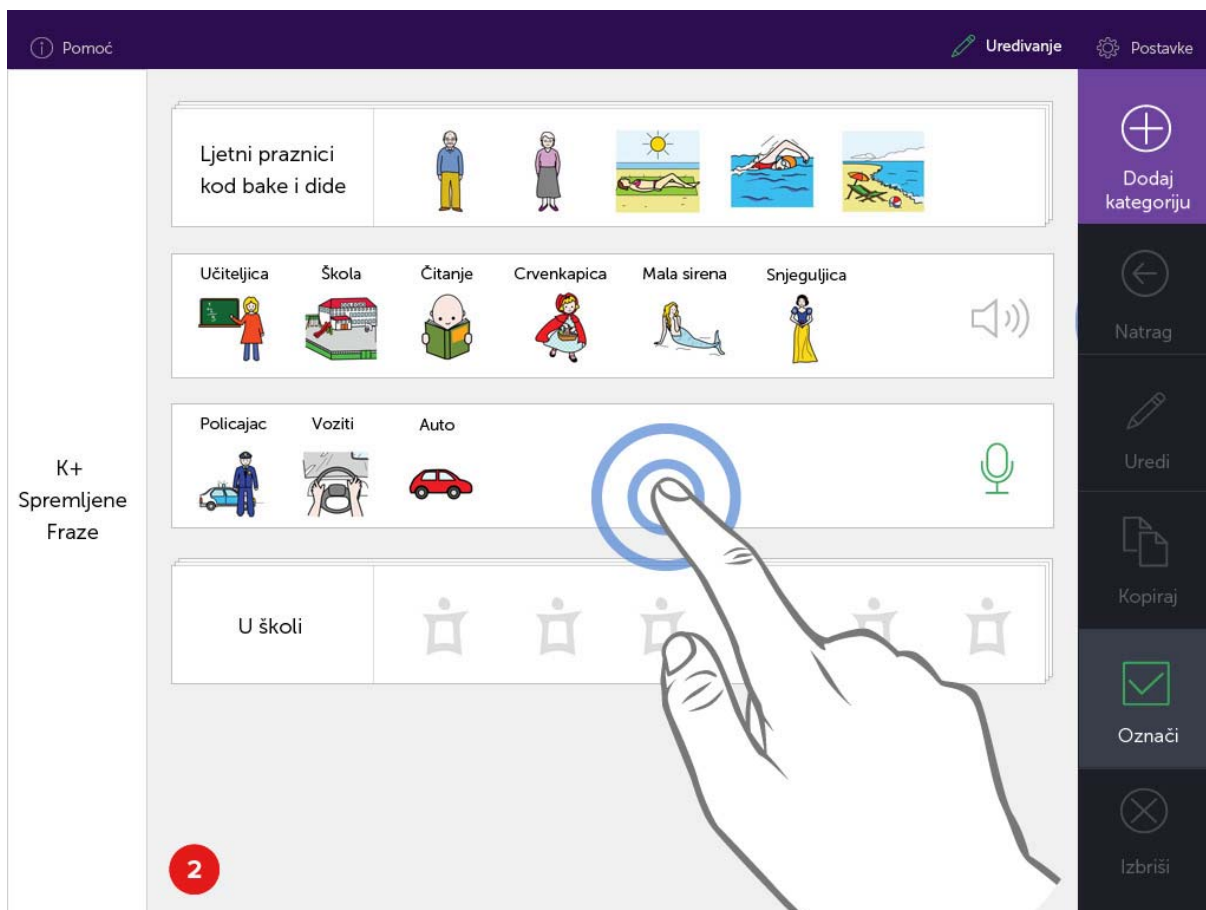 Pomoć
Uredivanje
Postavke
Ljetni praznici
kod bake i dide
Dodaj
kategoriju
Učiteljica
Škola
Čitanje
Crvenkapica
Mala sirena
Snjeguljica
Natrag
Policajac
Voziti
Auto
Uredi
K+
Spremljene
Fraze
U školi
Kopiraj
Označi
2
Izbriši